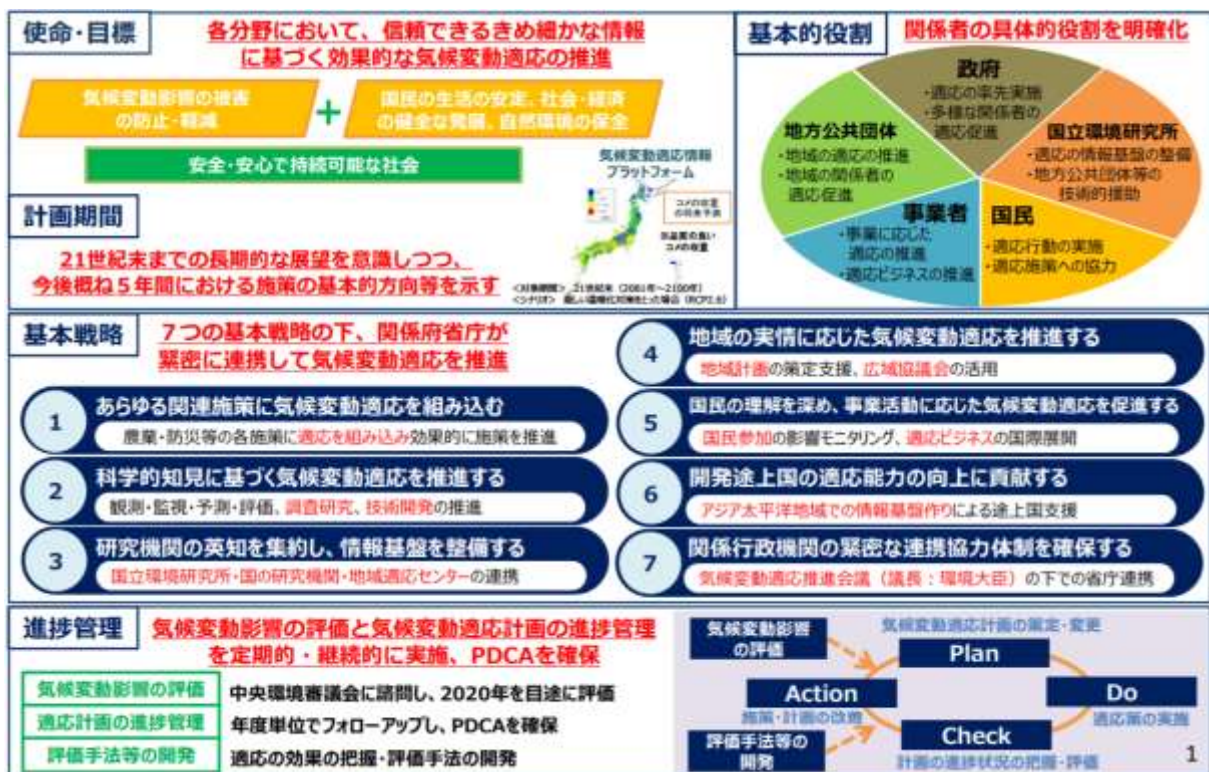 使命・目標
各分野において、信頼できるきめ細かな情報
に基づく効果的な気候変動適応の推進
気候変動影響の被害
の防止・軽減
+
国民の生活の安定、社会・経済
の健全な発展、自然環境の保全
安全・安心で持続可能な社会
気候変動適応情報
プラットフォーム
コメの収量
の将来予測
計画期間
21世紀末までの長期的な展望を意識しつつ、
今後概ね5年間における施策の基本的方向等を示す
<対象期間> 21世紀末(2081年~2100年)
基本的役割
関係者の具体的役割を明確化
政府
・適応の率先実施
・多様な関係者の
適応促進
地方公共団体
・地域の適応の推進
・地域の関係者の
適応促進
国立環境研究所
・適応の情報基盤の整備
・地方公共団体等の
技術的援助
事業者
・事業に応じた
適応の推進
・適応ビジネスの推進
国民
・適応行動の実施
・適応施策への協力
基本戦略
7つの基本戦略の下、関係府省庁が
緊密に連携して気候変動適応を推進
1
あらゆる関連施策に気候変動適応を組み込む
農業・防災等の各施策に適応を組み込み効果的に施策を推進
2
科学的知見に基づく気候変動適応を推進する
観測・監視・予測・評価、調査研究、技術開発の推進
3
研究機関の英知を集約し、情報基盤を整備する
国立環境研究所・国の研究機関・地域適応センターの連携
4
地域の実情に応じた気候変動適応を推進する
地域計画の策定支援、広域協議会の活用
5
国民の理解を深め、事業活動に応じた気候変動適応を促進する
国民参加の影響モニタリング、適応ビジネスの国際展開
6
開発途上国の適応能力の向上に貢献する
アジア太平洋地域での情報基盤作りによる途上国支援
7
関係行政機関の緊密な連携協力体制を確保する
気候変動適応推進会議(議長:環境大臣)の下での省庁連携
進捗管理
気候変動影響の評価と気候変動適応計画の進捗管理
を定期的・継続的に実施、PDCAを確保
気候変動影響の評価
中央環境審議会に諮問し、2020年を目途に評価
適応計画の進捗管理
年度単位でフォローアップし、PDCAを確保
評価手法等の開発
適応の効果の把握・評価手法の開発
気候変動影響
の評価
気候変動適応計画の策定・変更
Plan
Action
施策・計画の改善
Do
適応策の実施
評価手法等の
開発
Check
計画の進捗状況の把握・評価
1